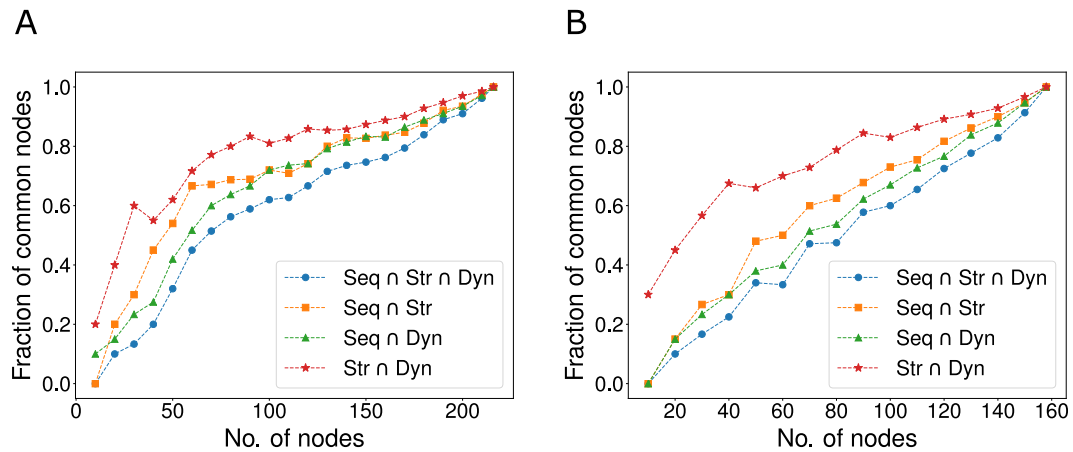 A
Fraction of common nodes
1.0
0.8
0.6
0.4
0.2
0.0
Seq ∩ Str ∩ Dyn
Seq ∩ Str
Seq ∩ Dyn
Str ∩ Dyn
0 50 100 150 200
No. of nodes
B
Fraction of common nodes
1.0
0.8
0.6
0.4
0.2
0.0
Seq ∩ Str ∩ Dyn
Seq ∩ Str
Seq ∩ Dyn
Str ∩ Dyn
20 40 60 80 100 120 140 160
No. of nodes